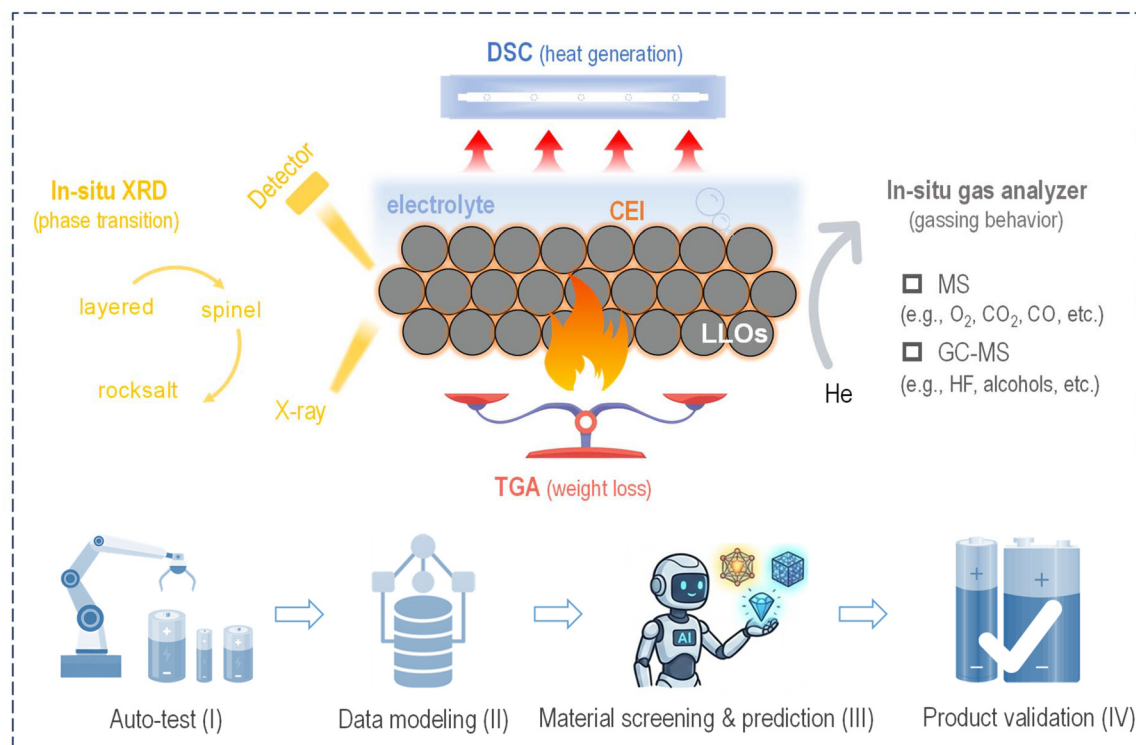 DSC (heat generation)
In-situ XRD
(phase transition)
layered
spinel
rocksalt
Detector
X-ray
electrolyte
CEI
LLOs
He
In-situ gas analyzer
(gassing behavior)
MS
(e.g., O₂, CO₂, CO, etc.)
GC-MS
(e.g., HF, alcohols, etc.)
TGA (weight loss)
AI
Auto-test (I)
Data modeling (II)
Material screening & prediction (III)
Product validation (IV)